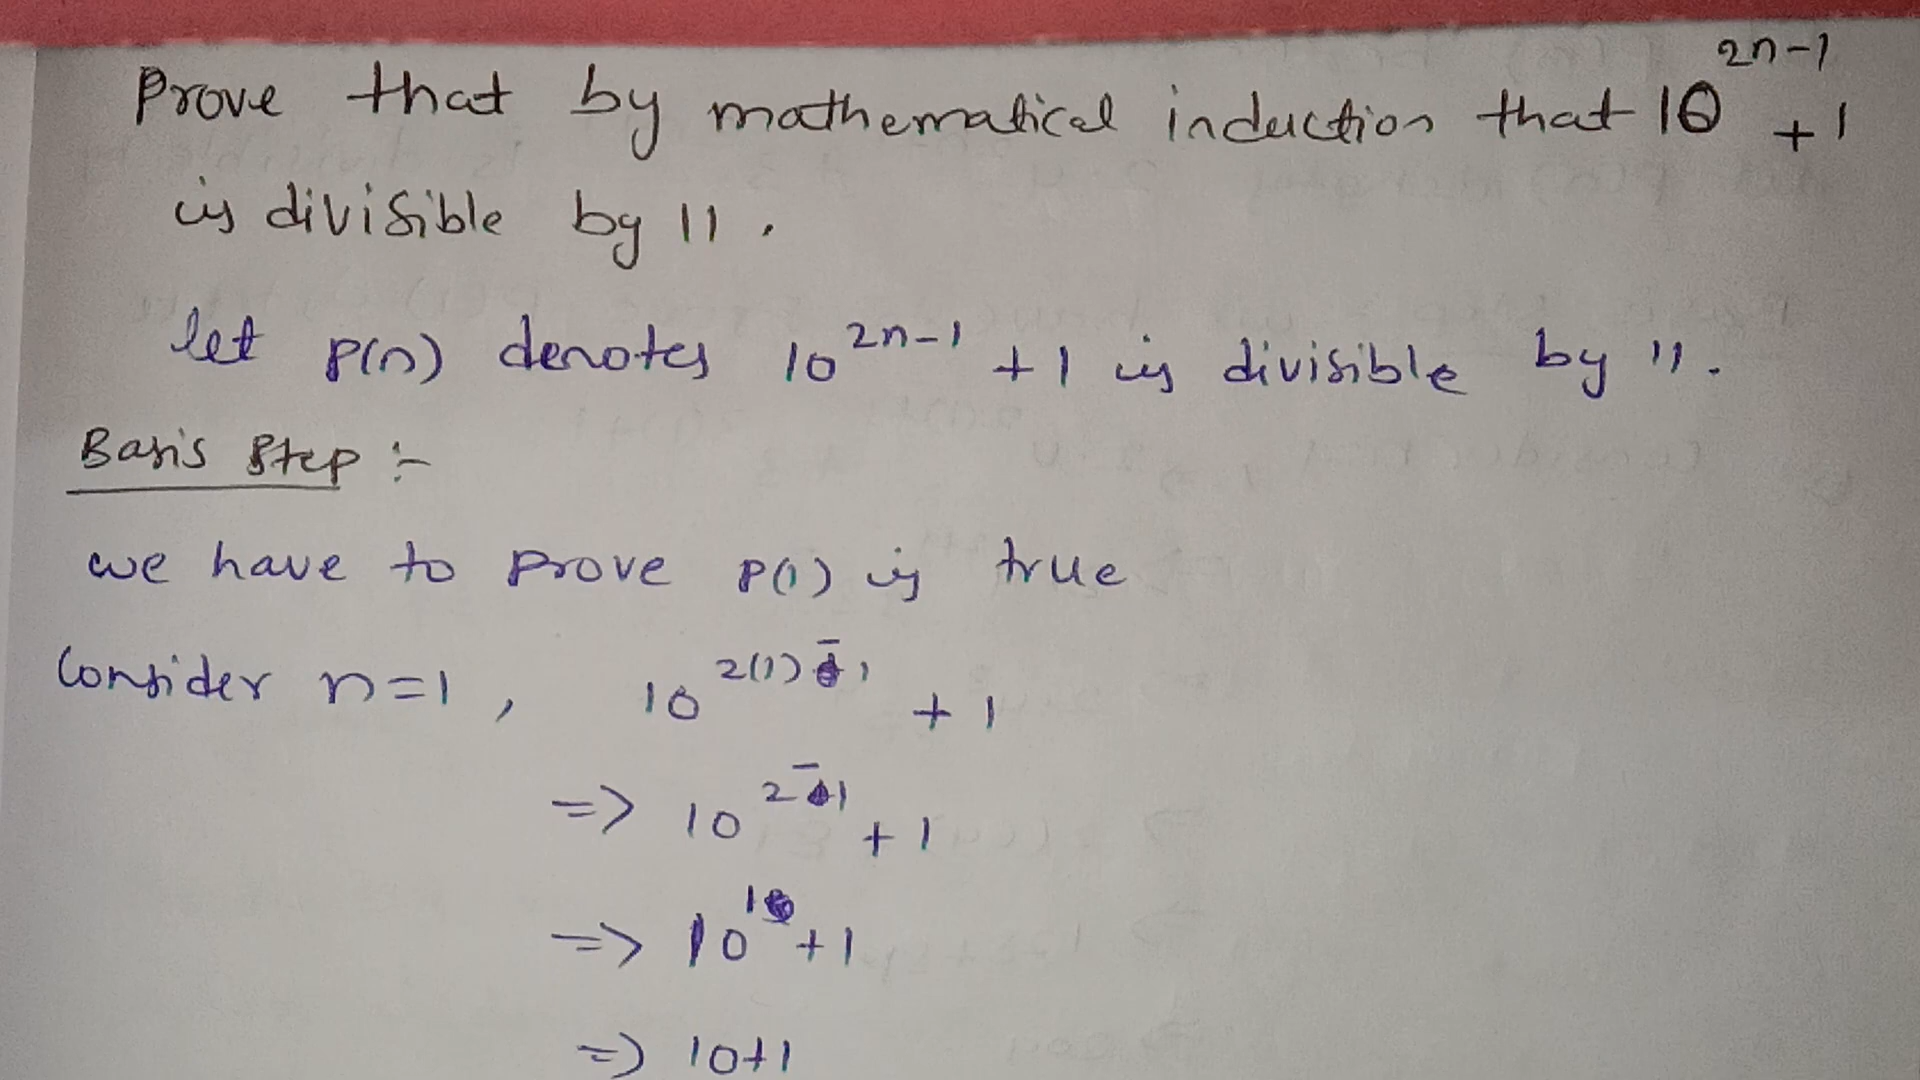 Prove that by mathematical induction that 10^{2n-1} + 1
is divisible by 11.
let P(n) denotes 10^{2n-1} + 1 is divisible by 11.
Basis Step :-
we have to prove P(1) is true
Consider n=1, 10^{2(1)-1} + 1
=> 10^{2-1} + 1
=> 10^{1} + 1
=> 10+1